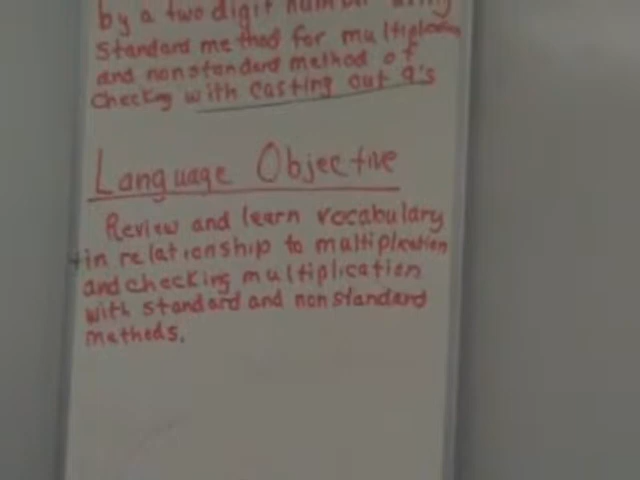 by a two digit number using
standard method for multiplication
and nonstandard method of
checking with casting out 9's
Language Objective
Review and learn vocabulary
in relationship to multiplication
and checking multiplication
with standard and nonstandard
methods.